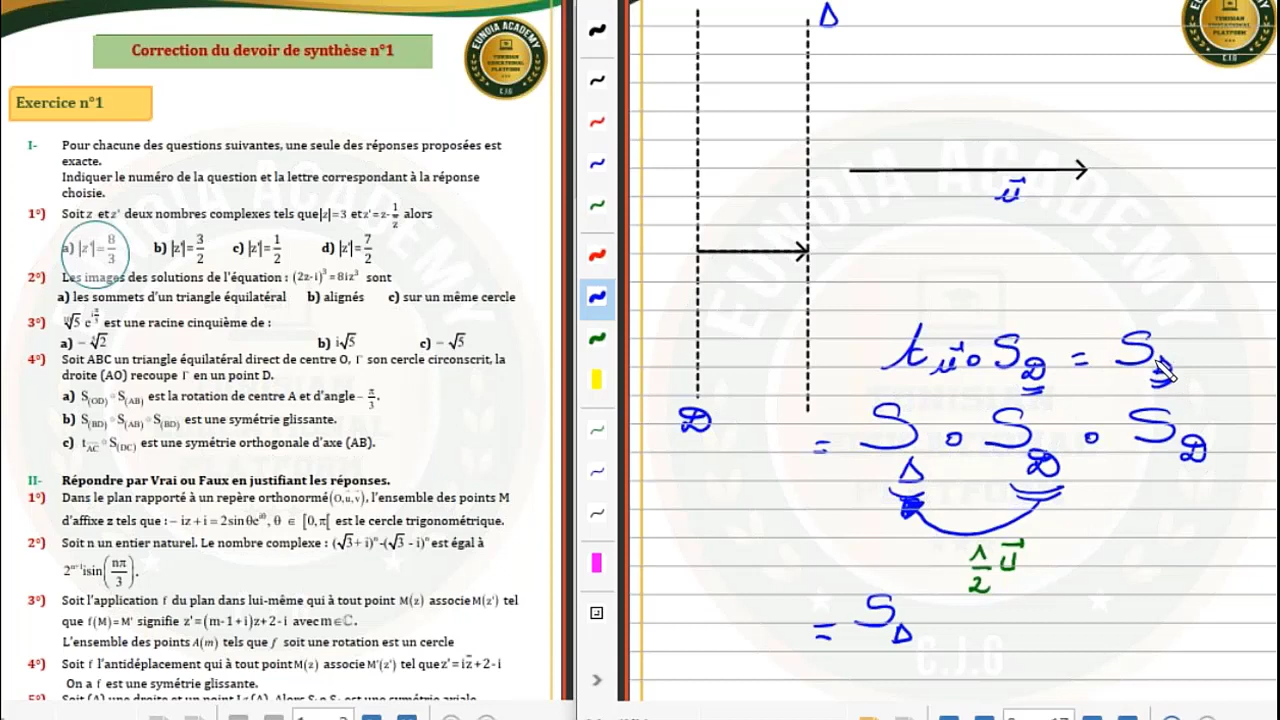 Correction du devoir de synthèse n°1
EUNOIA ACADEMY
TUNISIAN EDUCATIONAL PLATFORM
C.J.G
Exercice n°1
I- Pour chacune des questions suivantes, une seule des réponses proposées est
exacte.
Indiquer le numéro de la question et la lettre correspondant à la réponse
choisie.
1°) Soit z et z' deux nombres complexes tels que |z|=3 et z'=z-1/z̄ alors
a) |z'|=8/3 b) |z'|=3/2 c) |z'|=1/2 d) |z'|=7/2
2°) Les images des solutions de l'équation : (2z-i)³=8iz³ sont
a) les sommets d'un triangle équilatéral b) alignés c) sur un même cercle
3°) est une racine cinquième de :
a) b) i√5 c) -√5
4°) Soit ABC un triangle équilatéral direct de centre O, Γ son cercle circonscrit, la
droite (AO) recoupe Γ en un point D.
a) S(OD) ∘ S(AB) est la rotation de centre A et d'angle -π/3.
b) S(BD) ∘ S(AB) ∘ S(BD) est une symétrie glissante.
c) t AC ∘ S(DC) est une symétrie orthogonale d'axe (AB).
II- Répondre par Vrai ou Faux en justifiant les réponses.
1°) Dans le plan rapporté à un repère orthonormé (O,u,v), l'ensemble des points M
d'affixe z tels que : -iz+i=2sinθe^iθ, θ ∈ [0,π[ est le cercle trigonométrique.
2°) Soit n un entier naturel. Le nombre complexe : (√3+i)ⁿ-(√3-i)ⁿ est égal à
2ⁿ⁺¹isin(nπ/3).
3°) Soit l'application f du plan dans lui-même qui à tout point M(z) associe M(z') tel
que f(M)=M' signifie z'=(m-1+i)z+2-i avec m∈ℂ.
L'ensemble des points A(m) tels que f soit une rotation est un cercle
4°) Soit f l'antidéplacement qui à tout point M(z) associe M'(z') tel que z'=iz̄+2-i
On a f est une symétrie glissante.
Δ
EUNOIA ACADEMY
TUNISIAN EDUCATIONAL PLATFORM
C.J.G
u⃗
t u⃗ ∘ S D = S
D
= S Δ ∘ S D ∘ S D
1/2 u⃗
= S Δ